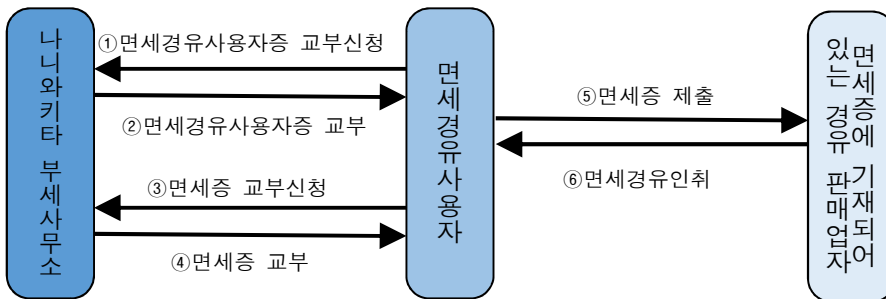 나니와키타 부세사무소
①면세경유사용자증 교부신청
②면세경유사용자증 교부
③면세증 교부신청
④면세증 교부
면세경유사용자
⑤면세증 제출
⑥면세경유인취
면세증에 기재되어
있는 경유 판매업자